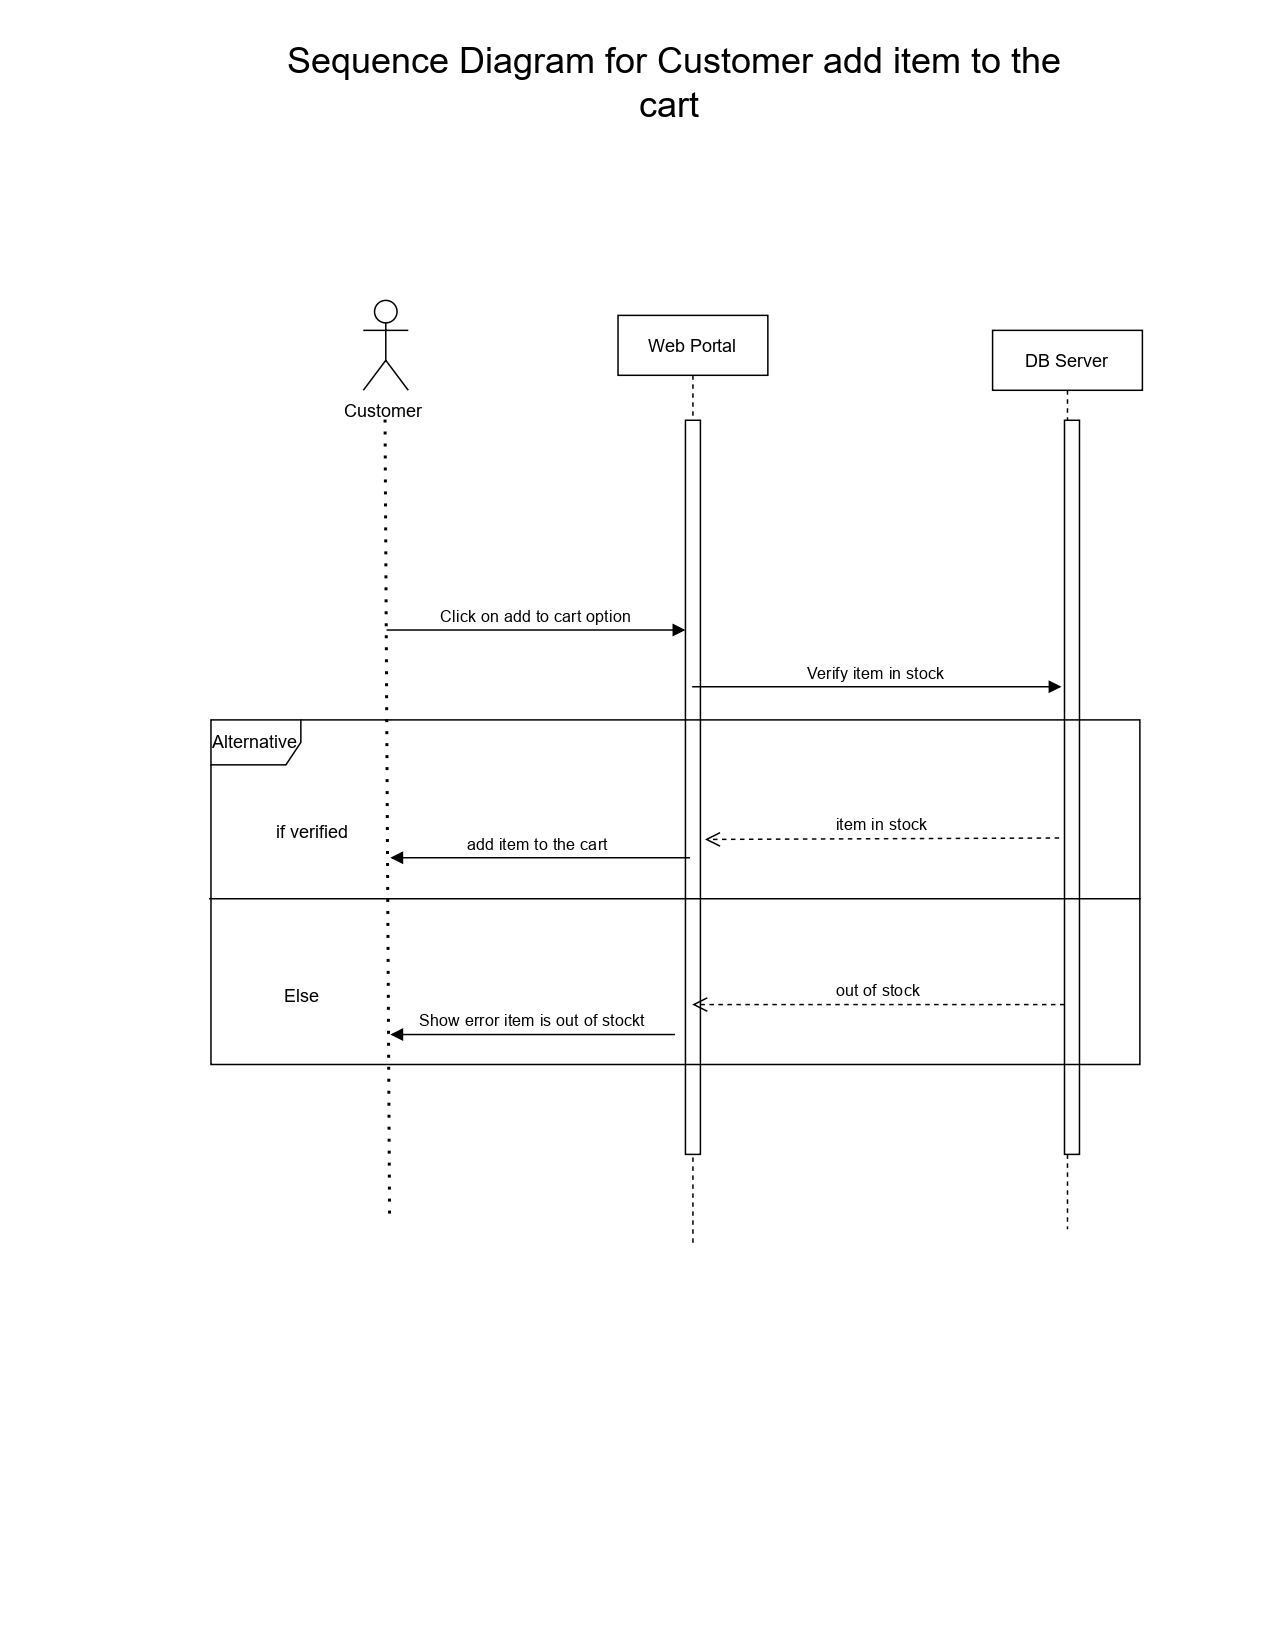 Sequence Diagram for Customer add item to the
cart
Web Portal
DB Server
Customer
Click on add to cart option
Verify item in stock
Alternative
if verified
item in stock
add item to the cart
Else
out of stock
Show error item is out of stockt